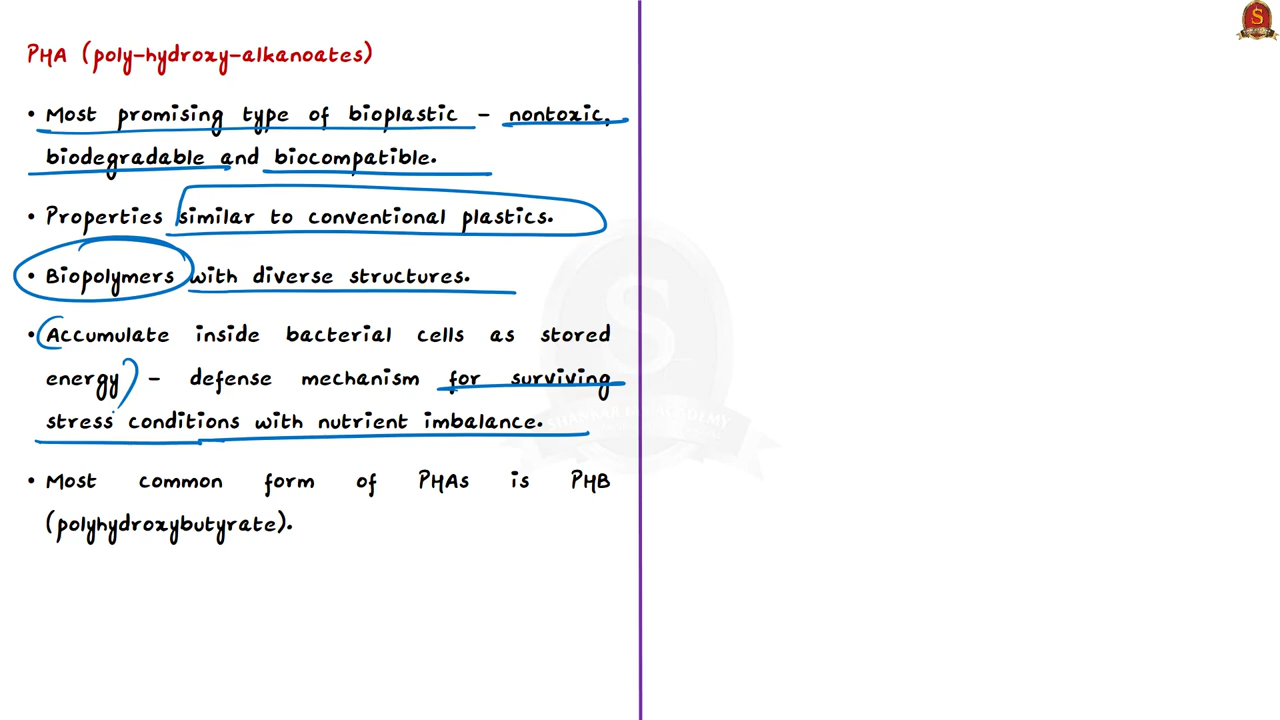 PHA (poly-hydroxy-alkanoates)
• Most promising type of bioplastic - nontoxic,
biodegradable and biocompatible.
• Properties similar to conventional plastics.
• Biopolymers with diverse structures.
• Accumulate inside bacterial cells as stored
energy - defense mechanism for surviving
stress conditions with nutrient imbalance.
• Most common form of PHAs is PHB
(polyhydroxybutyrate).